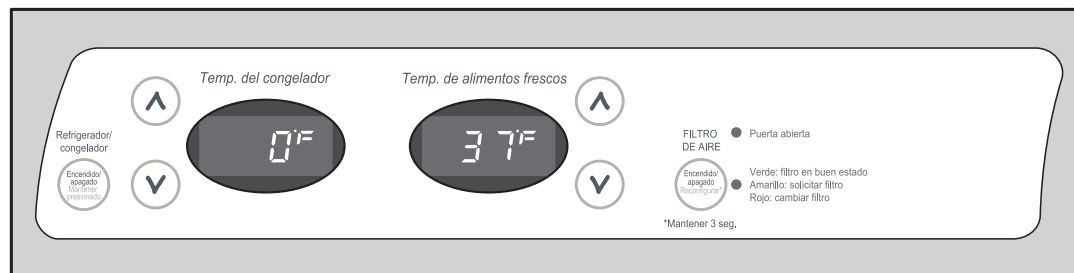 Temp. del congelador
Temp. de alimentos frescos
Refrigerador/
congelador
Encendido/
apagado
Mantener
presionado
0°F
37°F
FILTRO
DE AIRE
Puerta abierta
Encendido/
apagado
Reconfigurar*
Verde: filtro en buen estado
Amarillo: solicitar filtro
Rojo: cambiar filtro
*Mantener 3 seg.